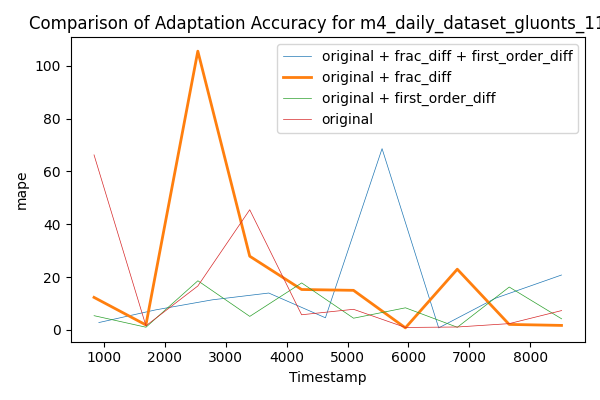 Comparison of Adaptation Accuracy for m4_daily_dataset_gluonts_11
original + frac_diff + first_order_diff
original + frac_diff
original + first_order_diff
original
100
80
60
40
20
0
mape
1000 2000 3000 4000 5000 6000 7000 8000
Timestamp